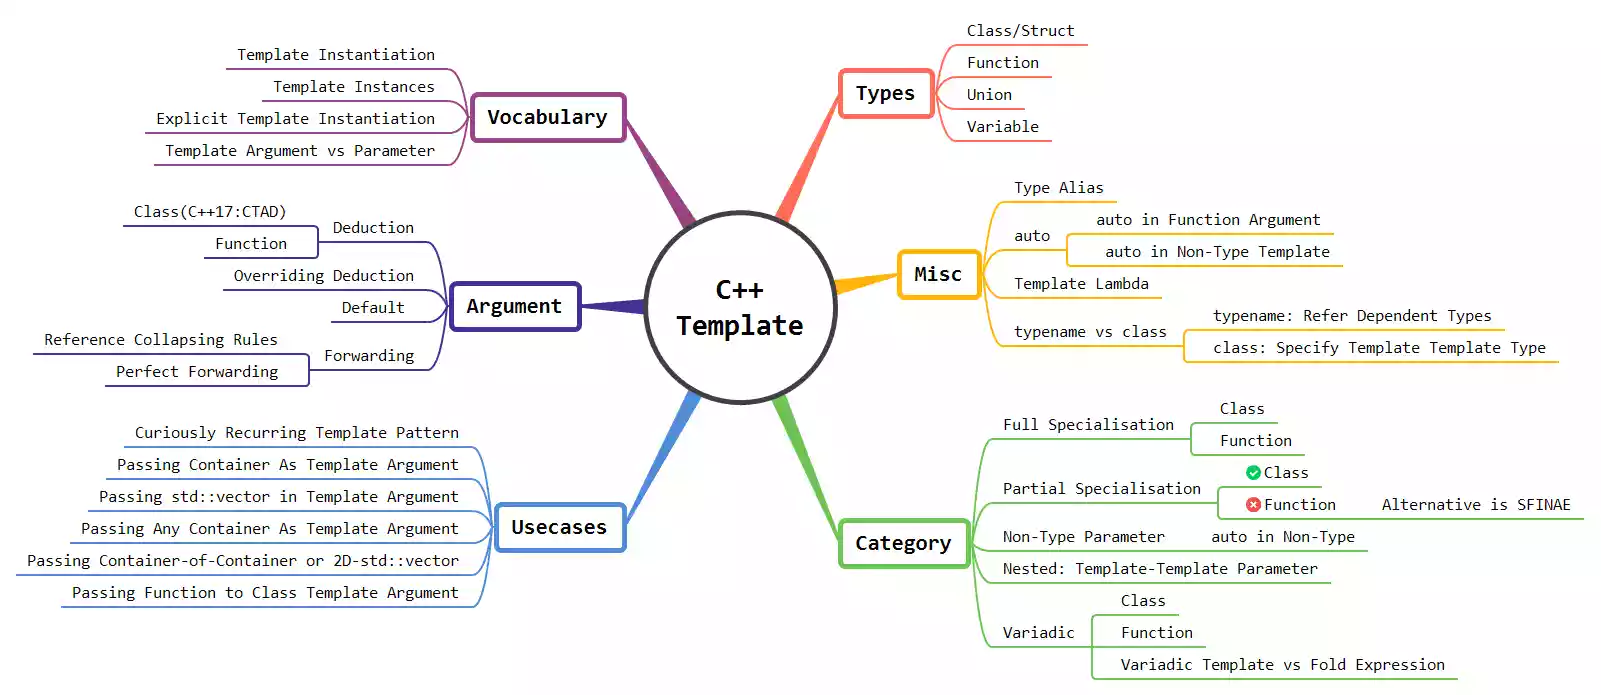 C++
Template
Vocabulary
Template Instantiation
Template Instances
Explicit Template Instantiation
Template Argument vs Parameter
Argument
Deduction
Class(C++17:CTAD)
Function
Overriding Deduction
Default
Forwarding
Reference Collapsing Rules
Perfect Forwarding
Usecases
Curiously Recurring Template Pattern
Passing Container As Template Argument
Passing std::vector in Template Argument
Passing Any Container As Template Argument
Passing Container-of-Container or 2D-std::vector
Passing Function to Class Template Argument
Types
Class/Struct
Function
Union
Variable
Misc
Type Alias
auto
auto in Function Argument
auto in Non-Type Template
Template Lambda
typename vs class
typename: Refer Dependent Types
class: Specify Template Template Type
Category
Full Specialisation
Class
Function
Partial Specialisation
Class
Function
Alternative is SFINAE
Non-Type Parameter
auto in Non-Type
Nested: Template-Template Parameter
Variadic
Class
Function
Variadic Template vs Fold Expression